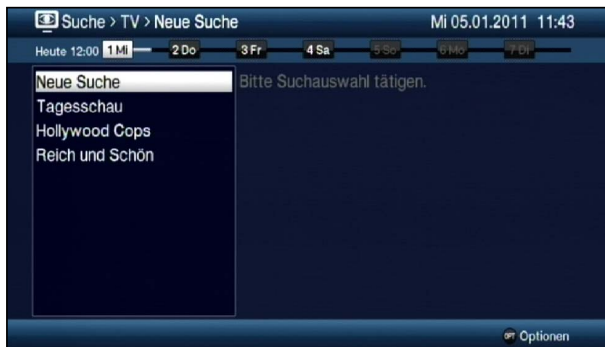 Suche > TV > Neue Suche Mi 05.01.2011 11:43
Heute 12:00 1 Mi 2 Do 3 Fr 4 Sa 5 So 6 Mo 7 Di
Neue Suche Bitte Suchauswahl tätigen.
Tagesschau
Hollywood Cops
Reich und Schön
OPT Optionen